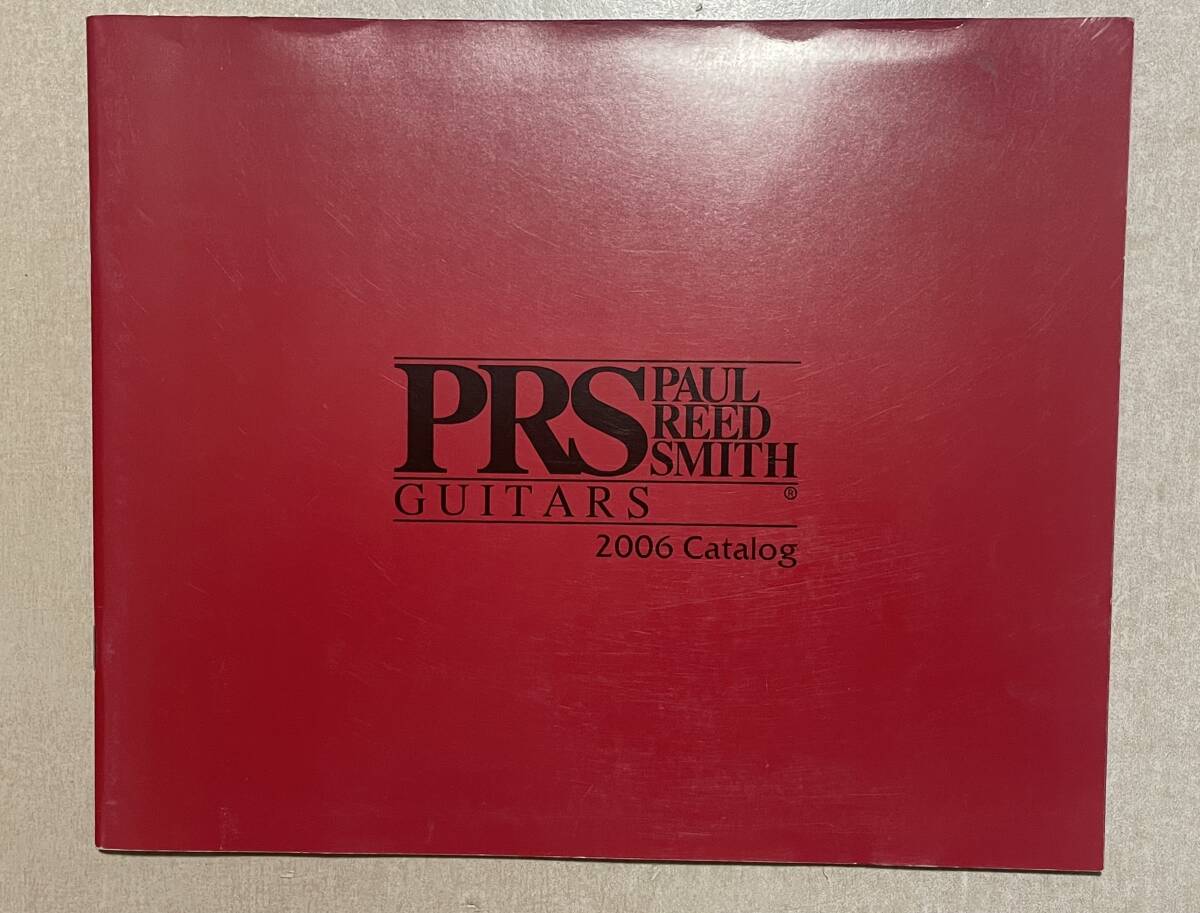 PRS PAUL
REED
SMITH
GUITARS ®
2006 Catalog